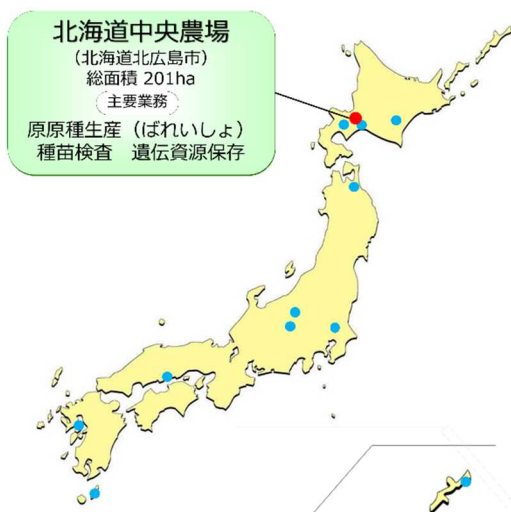 北海道中央農場
（北海道北広島市）
総面積 201ha
主要業務
原原種生産（ばれいしょ）
種苗検査　遺伝資源保存